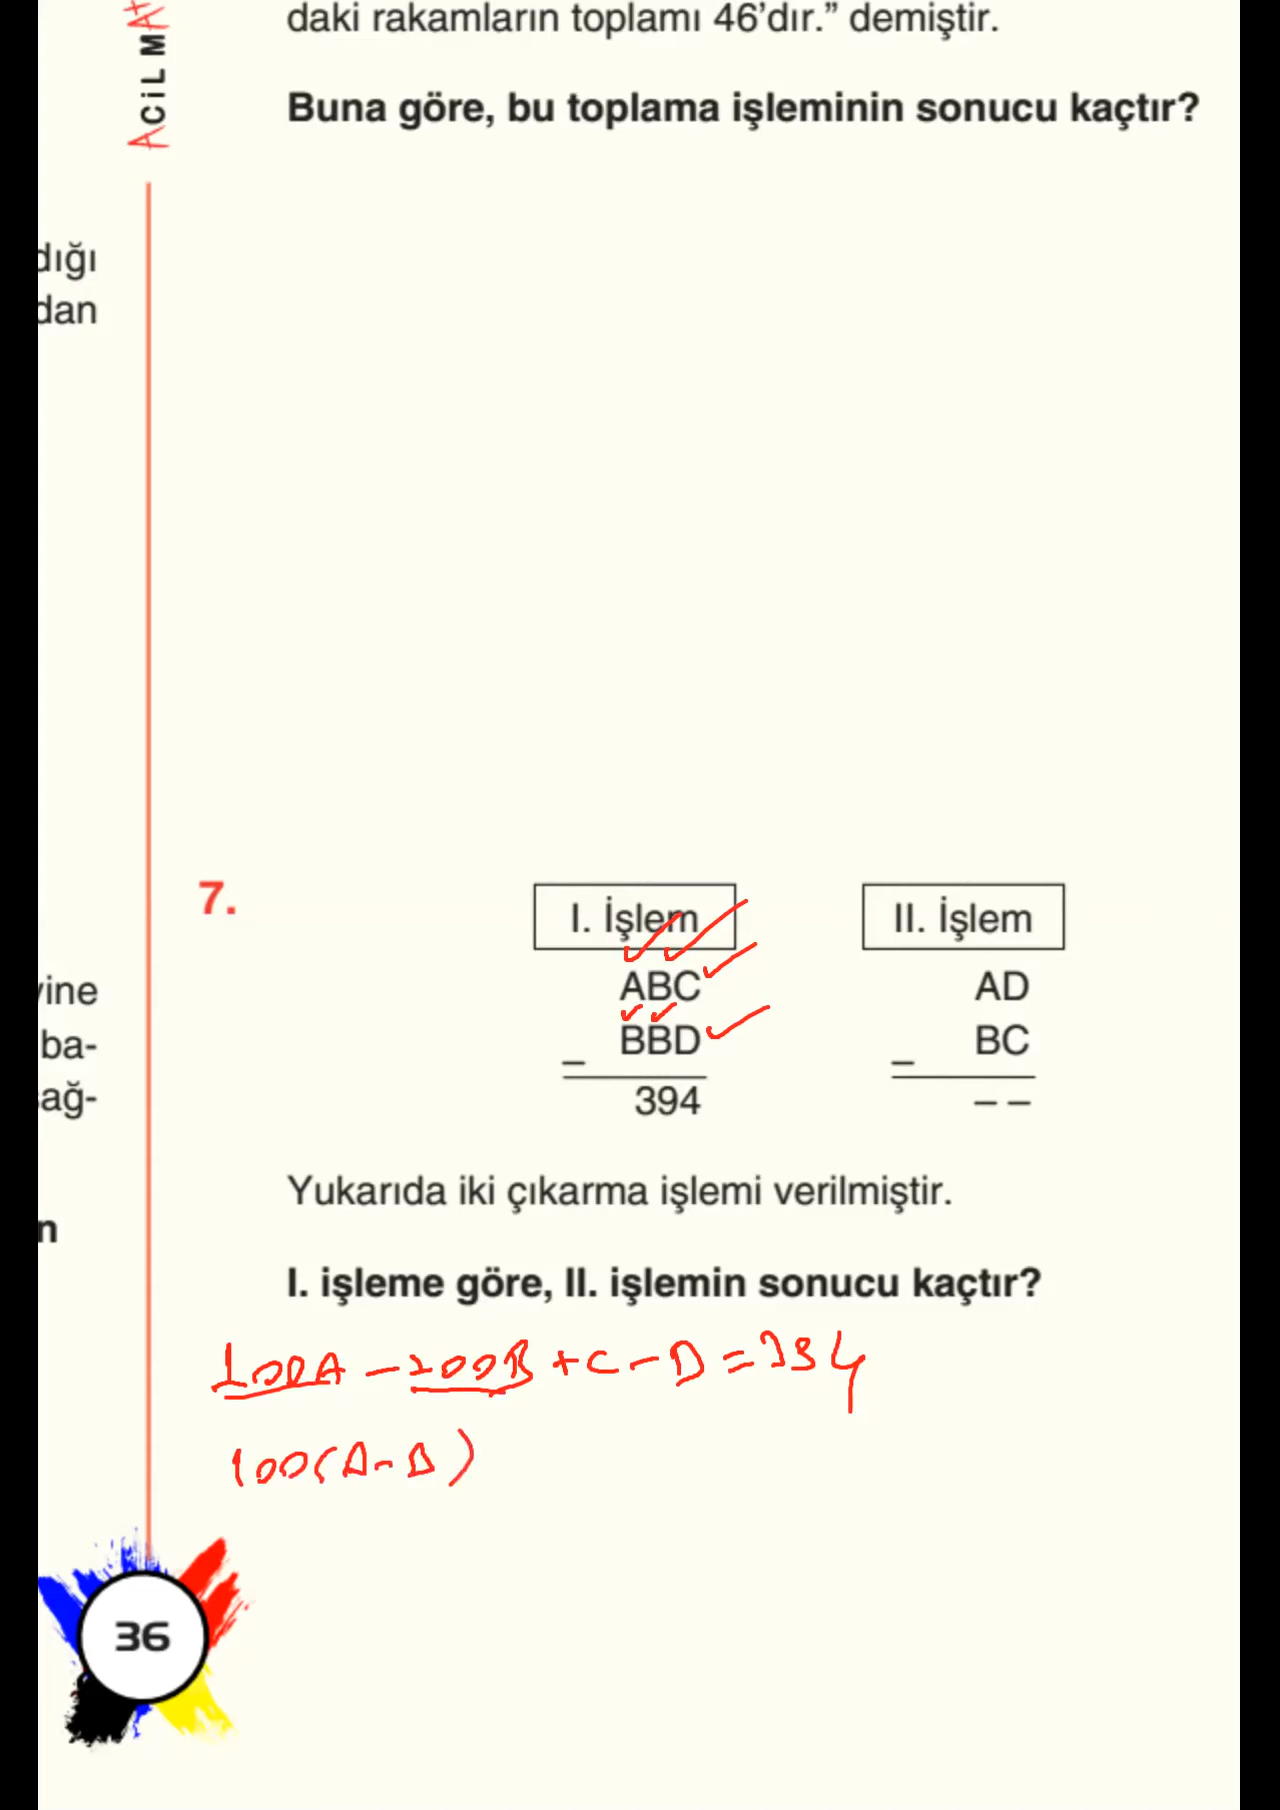 daki rakamların toplamı 46'dır.” demiştir.
ACiL MAT
Buna göre, bu toplama işleminin sonucu kaçtır?
dığı
dan
7.
I. İşlem
II. İşlem
ABC
BBD
–
394
AD
BC
–
– –
vine
ba-
ağ-
n
Yukarıda iki çıkarma işlemi verilmiştir.
I. işleme göre, II. işlemin sonucu kaçtır?
100A - 100B + C - D = 394
100(A-B)
36